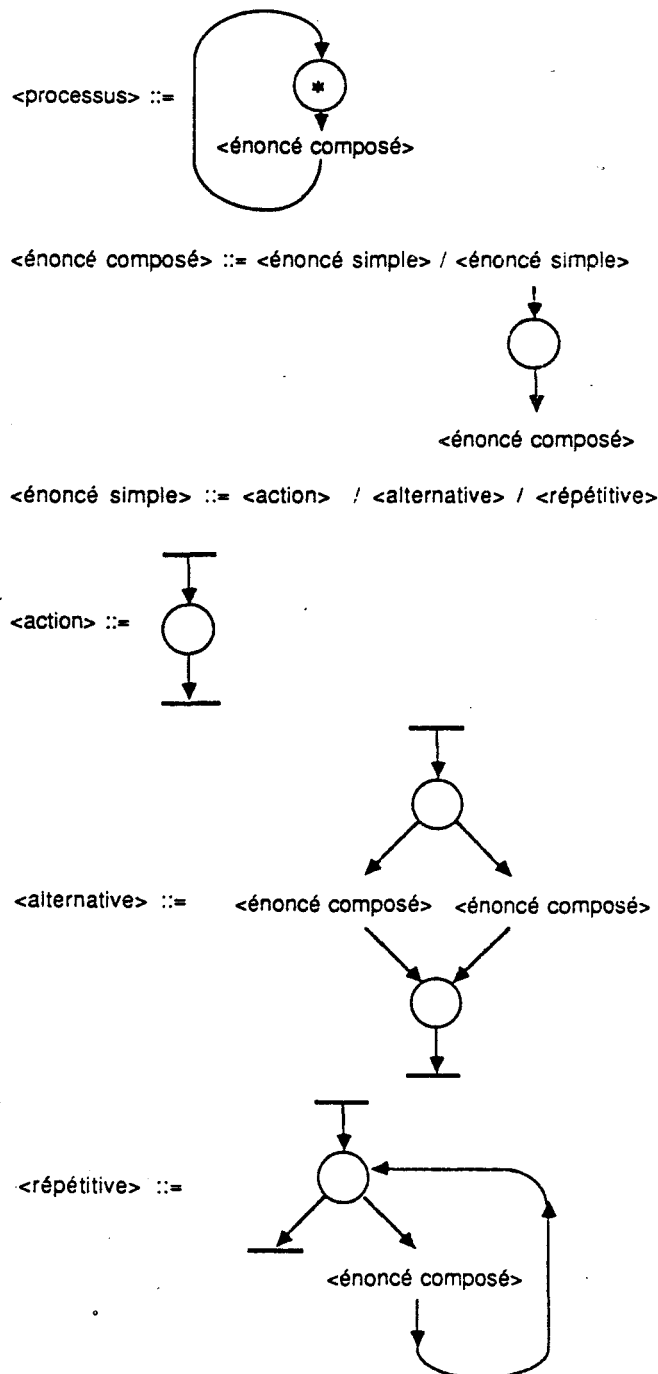 *
<processus> ::=
<énoncé composé>
<énoncé composé> ::= <énoncé simple> / <énoncé simple>
<énoncé composé>
<énoncé simple> ::= <action> / <alternative> / <répétitive>
<action> ::=
<alternative> ::= <énoncé composé> <énoncé composé>
<répétitive> ::=
<énoncé composé>